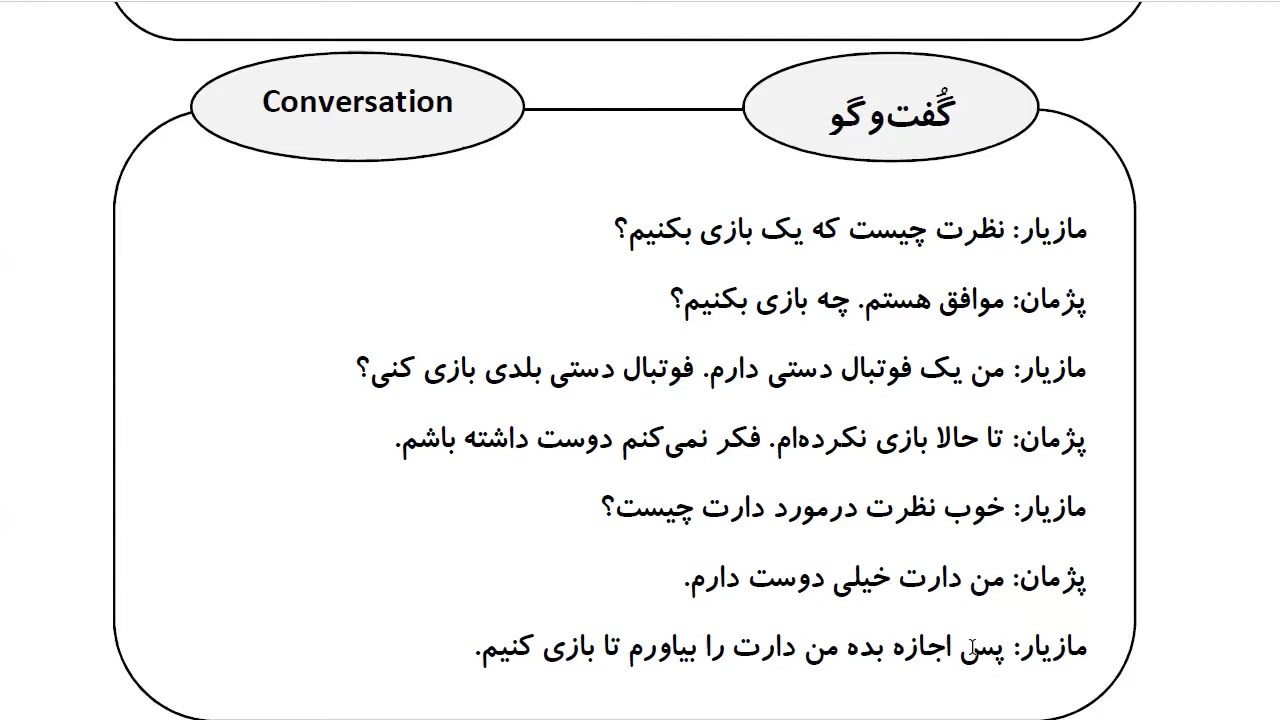 Conversation
گُفت‌وگو
مازیار: نظرت چیست که یک بازی بکنیم؟
پژمان: موافق هستم. چه بازی بکنیم؟
مازیار: من یک فوتبال دستی دارم. فوتبال دستی بلدی بازی کنی؟
پژمان: تا حالا بازی نکرده‌ام. فکر نمی‌کنم دوست داشته باشم.
مازیار: خوب نظرت درمورد دارت چیست؟
پژمان: من دارت خیلی دوست دارم.
مازیار: پس اجازه بده من دارت را بیاورم تا بازی کنیم.